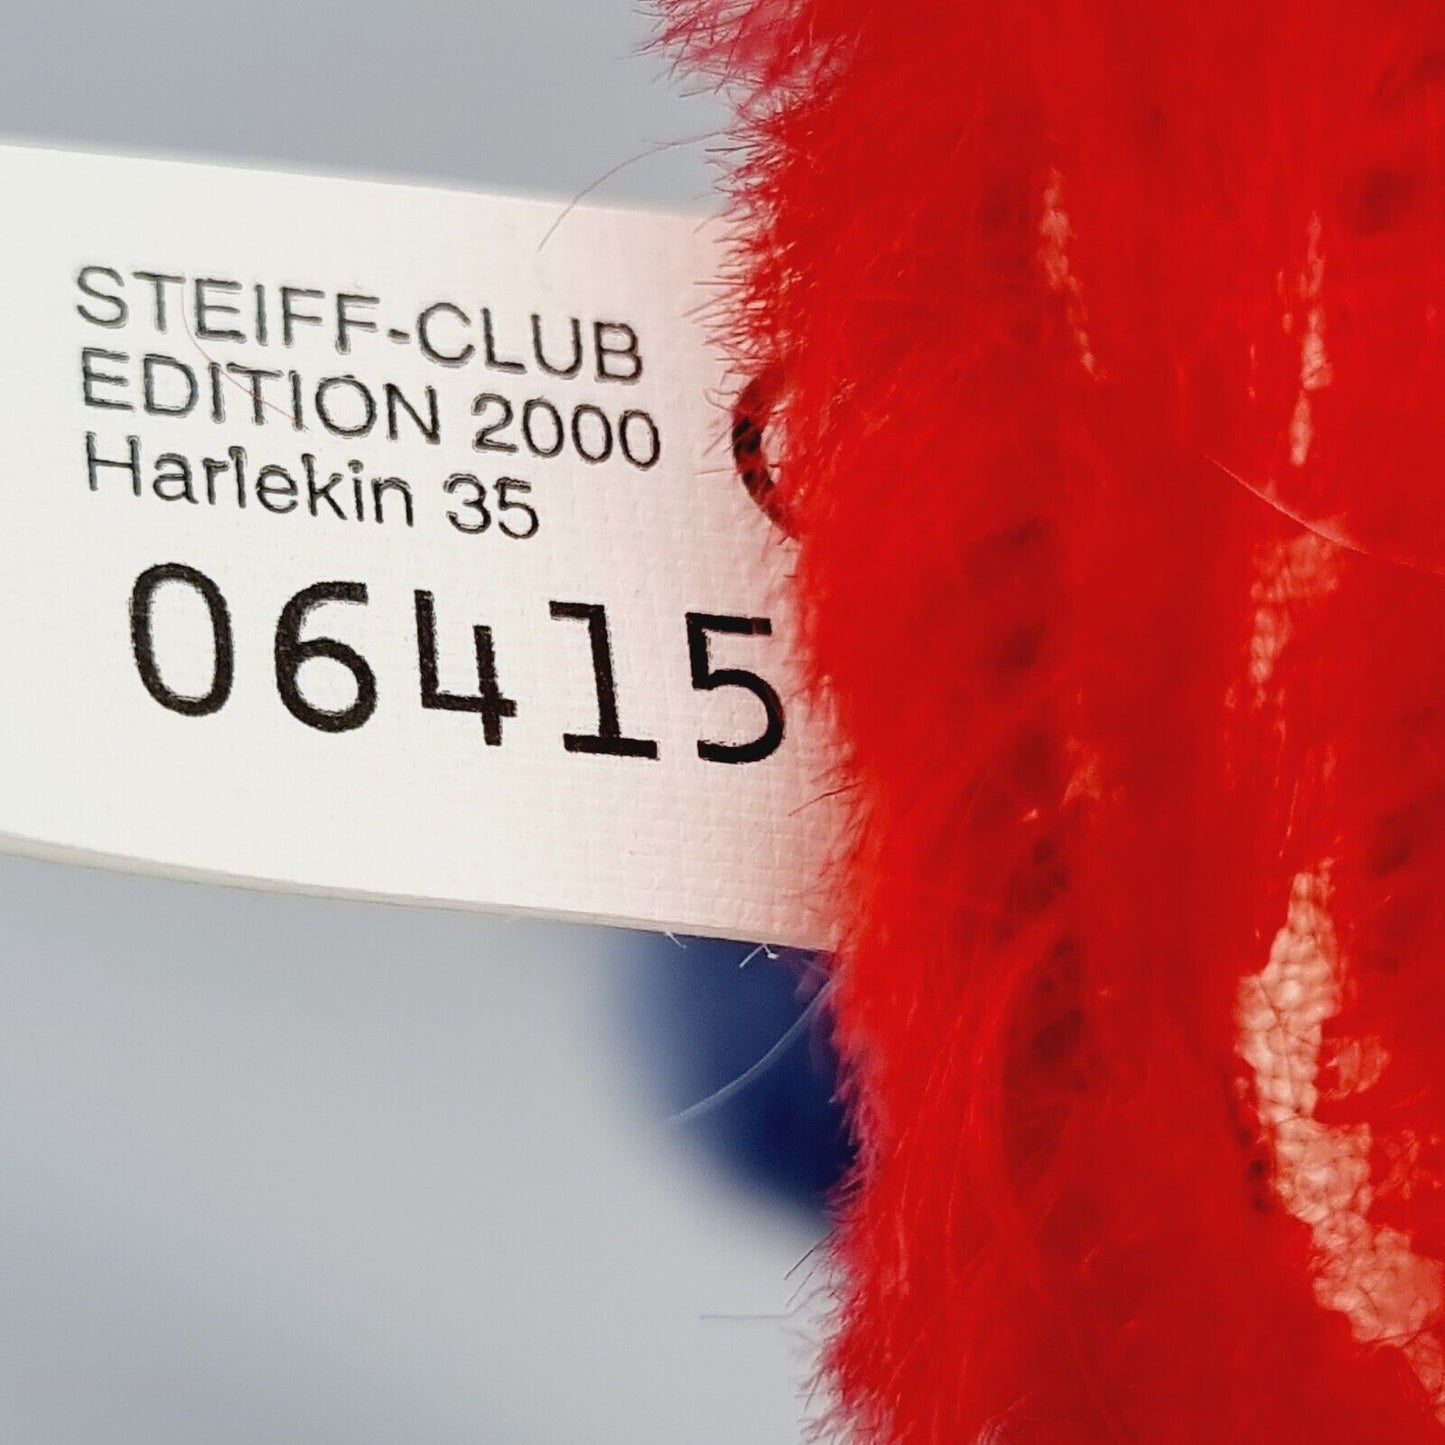 STEIFF-CLUB
EDITION 2000
Harlekin 35
06415